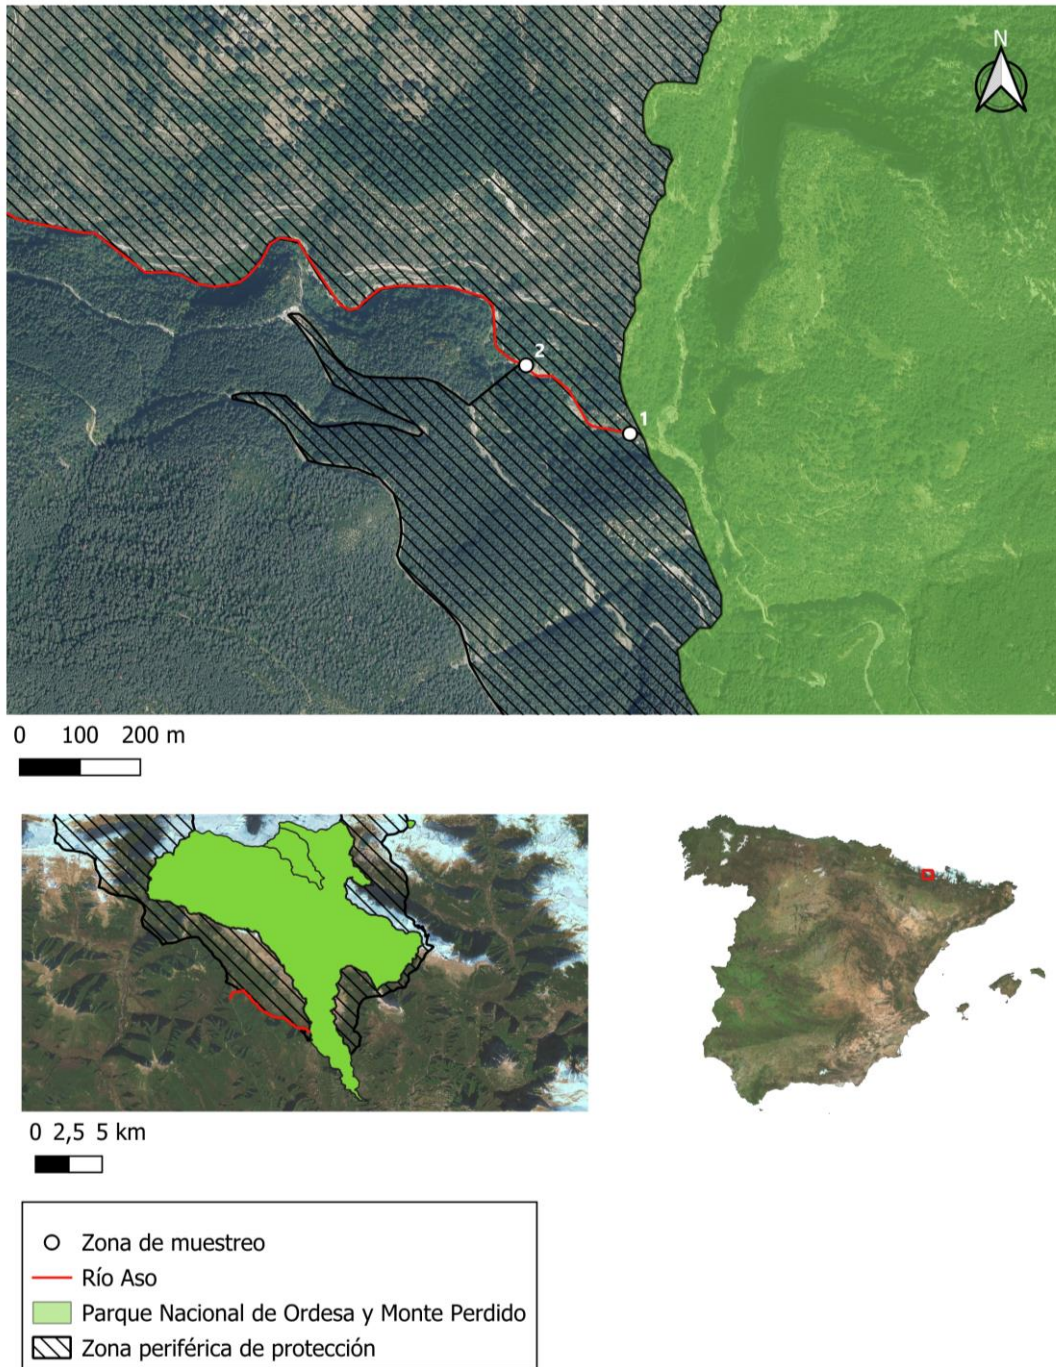 N
2
1
0 100 200 m
0 2,5 5 km
Zona de muestreo
Río Aso
Parque Nacional de Ordesa y Monte Perdido
Zona periférica de protección